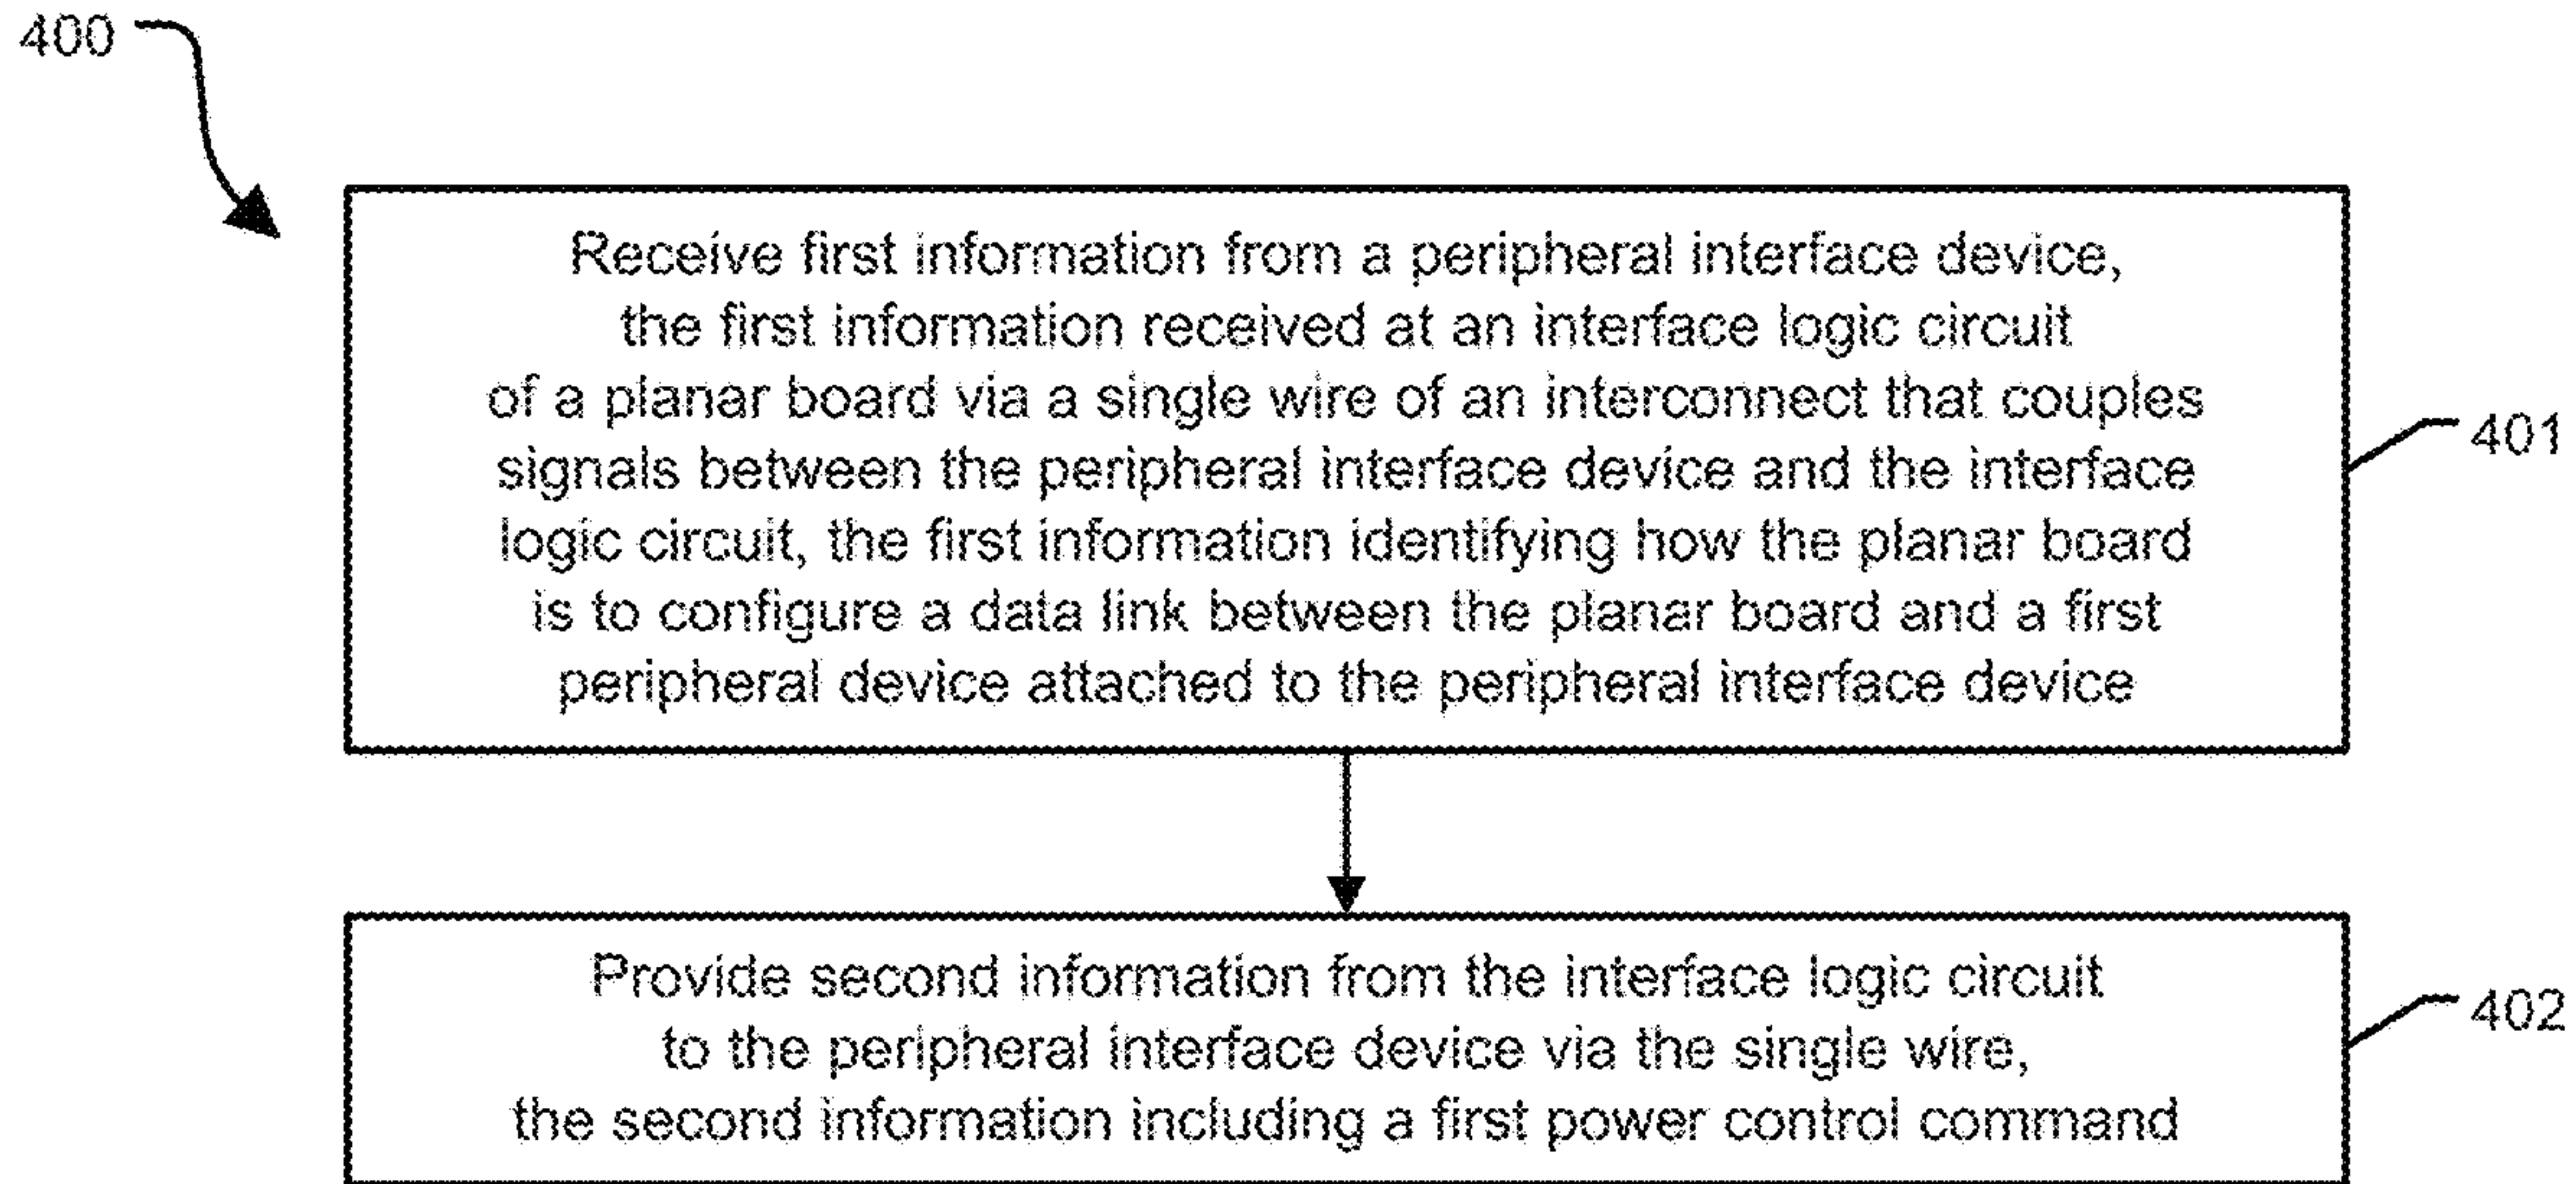 400
Receive first information from a peripheral interface device,
the first information received at an interface logic circuit
of a planar board via a single wire of an interconnect that couples
signals between the peripheral interface device and the interface
logic circuit, the first information identifying how the planar board
is to configure a data link between the planar board and a first
peripheral device attached to the peripheral interface device
401
Provide second information from the interface logic circuit
to the peripheral interface device via the single wire,
the second information including a first power control command
402